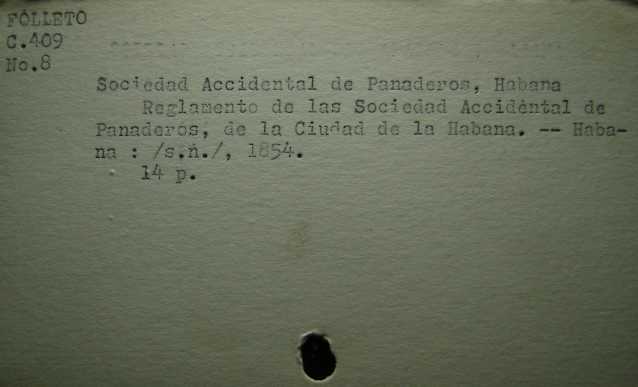 FOLLETO
C.409
No.8
Sociedad Accidental de Panaderos, Habana
Reglamento de las Sociedad Accidental de
Panaderos, de la Ciudad de la Habana. -- Haba-
na : /s.n./, 1854.
14 p.